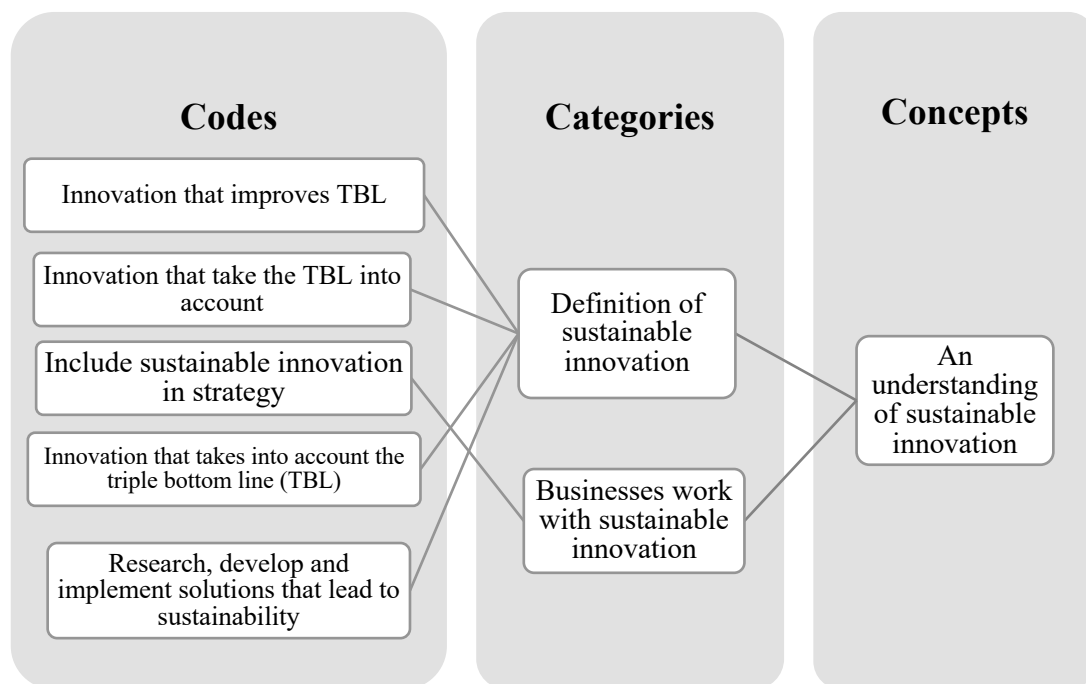 Codes
Innovation that improves TBL
Innovation that take the TBL into
account
Include sustainable innovation
in strategy
Innovation that takes into account the
triple bottom line (TBL)
Research, develop and
implement solutions that lead to
sustainability
Categories
Definition of
sustainable
innovation
Businesses work
with sustainable
innovation
Concepts
An
understanding
of sustainable
innovation